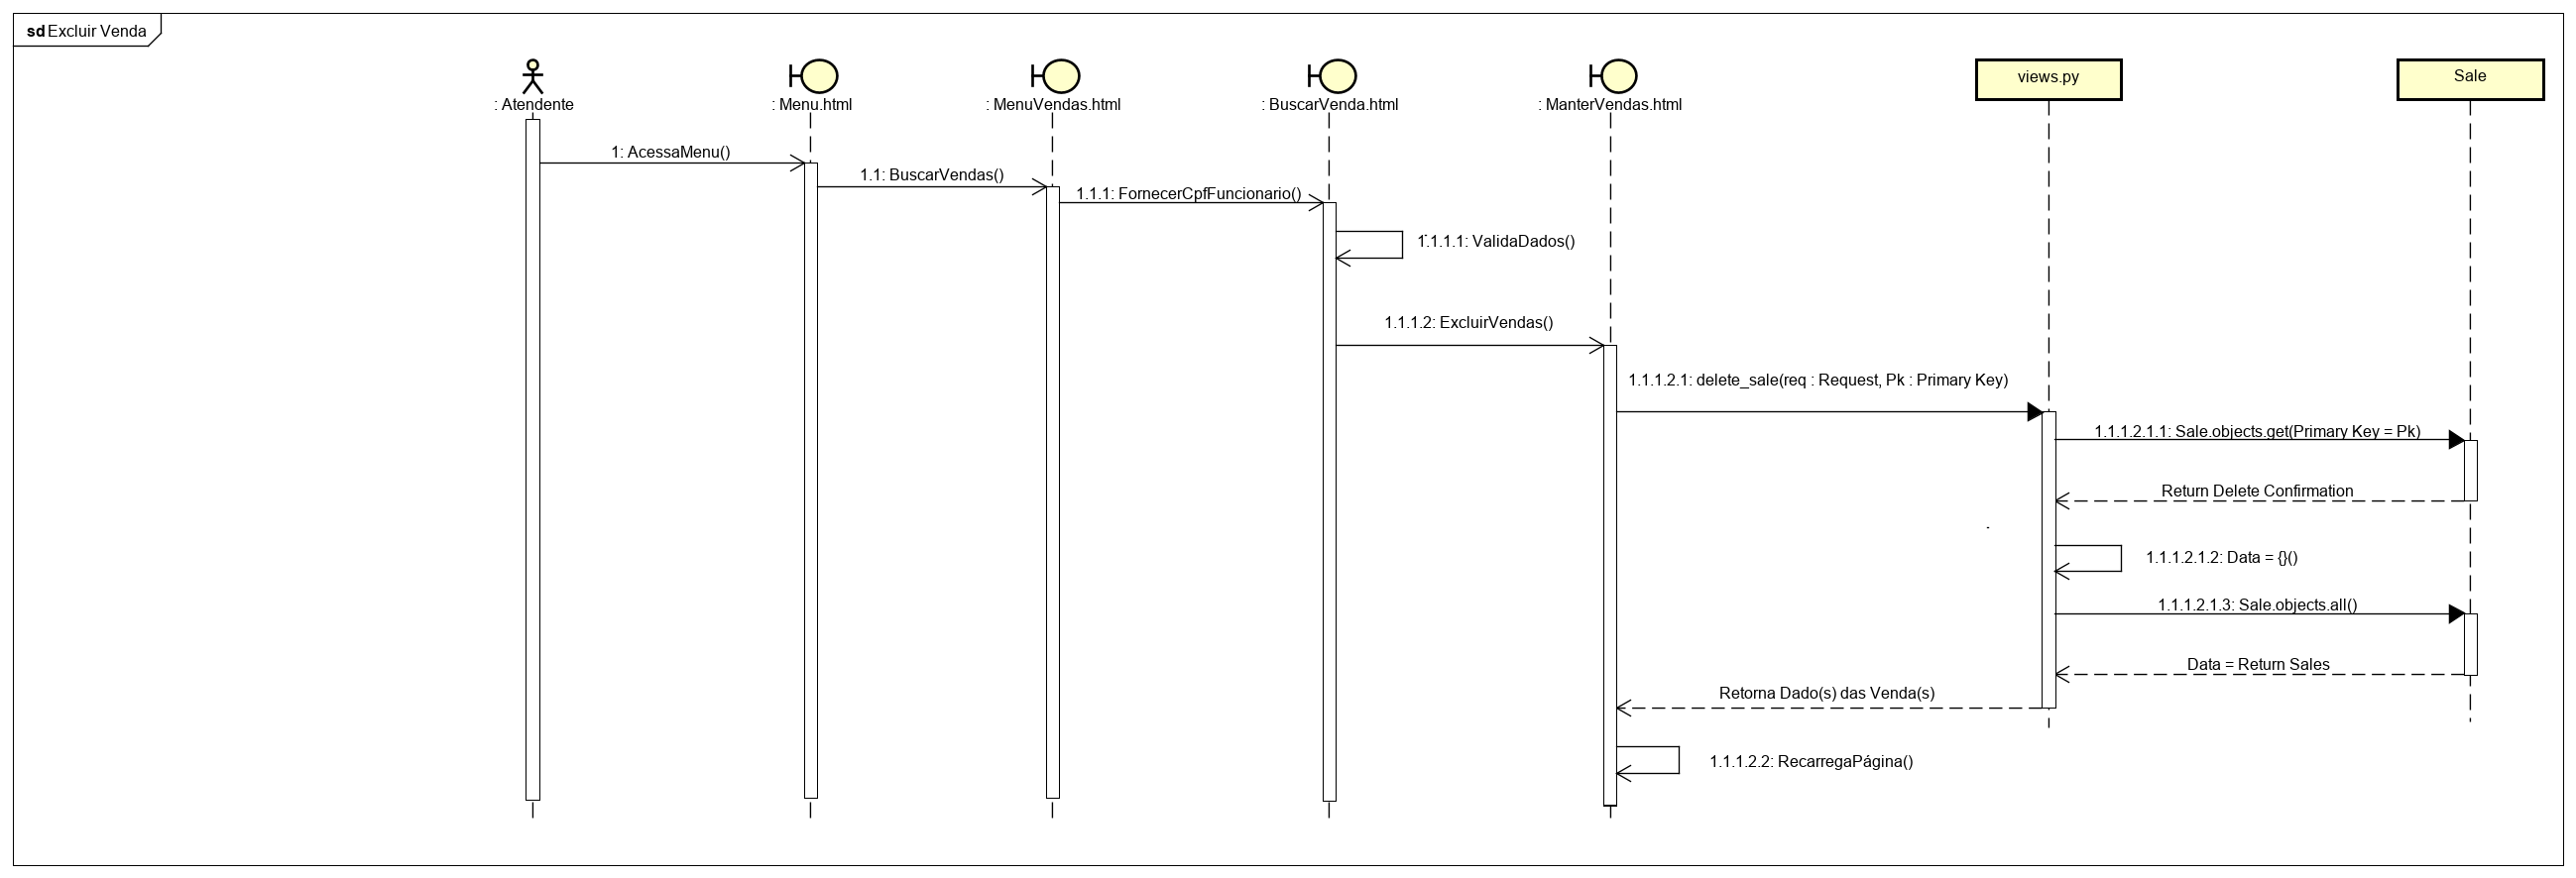 sd Excluir Venda
: Atendente
: Menu.html
: MenuVendas.html
: BuscarVenda.html
: ManterVendas.html
views.py
Sale
1: AcessaMenu()
1.1: BuscarVendas()
1.1.1: FornecerCpfFuncionario()
1.1.1.1: ValidaDados()
1.1.1.2: ExcluirVendas()
1.1.1.2.1: delete_sale(req : Request, Pk : Primary Key)
1.1.1.2.1.1: Sale.objects.get(Primary Key = Pk)
Return Delete Confirmation
1.1.1.2.1.2: Data = {}()
1.1.1.2.1.3: Sale.objects.all()
Data = Return Sales
Retorna Dado(s) das Venda(s)
1.1.1.2.2: RecarregaPágina()